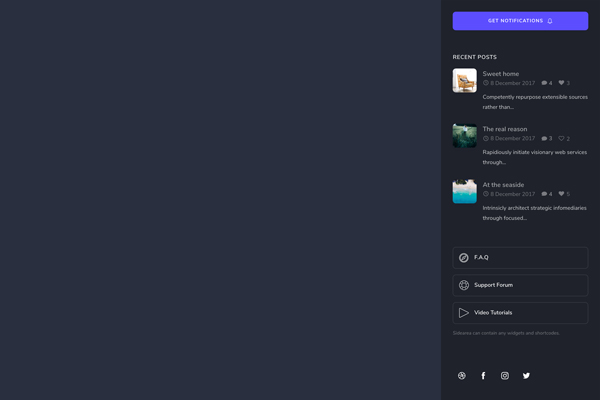 GET NOTIFICATIONS
RECENT POSTS
Sweet home
8 December 2017 4 3
Competently repurpose extensible sources
rather than...
The real reason
8 December 2017 3 2
Rapidiously initiate visionary web services
through...
At the seaside
8 December 2017 4 5
Intrinsicly architect strategic infomediaries
through focused...
F.A.Q
Support Forum
Video Tutorials
Sidearea can contain any widgets and shortcodes.